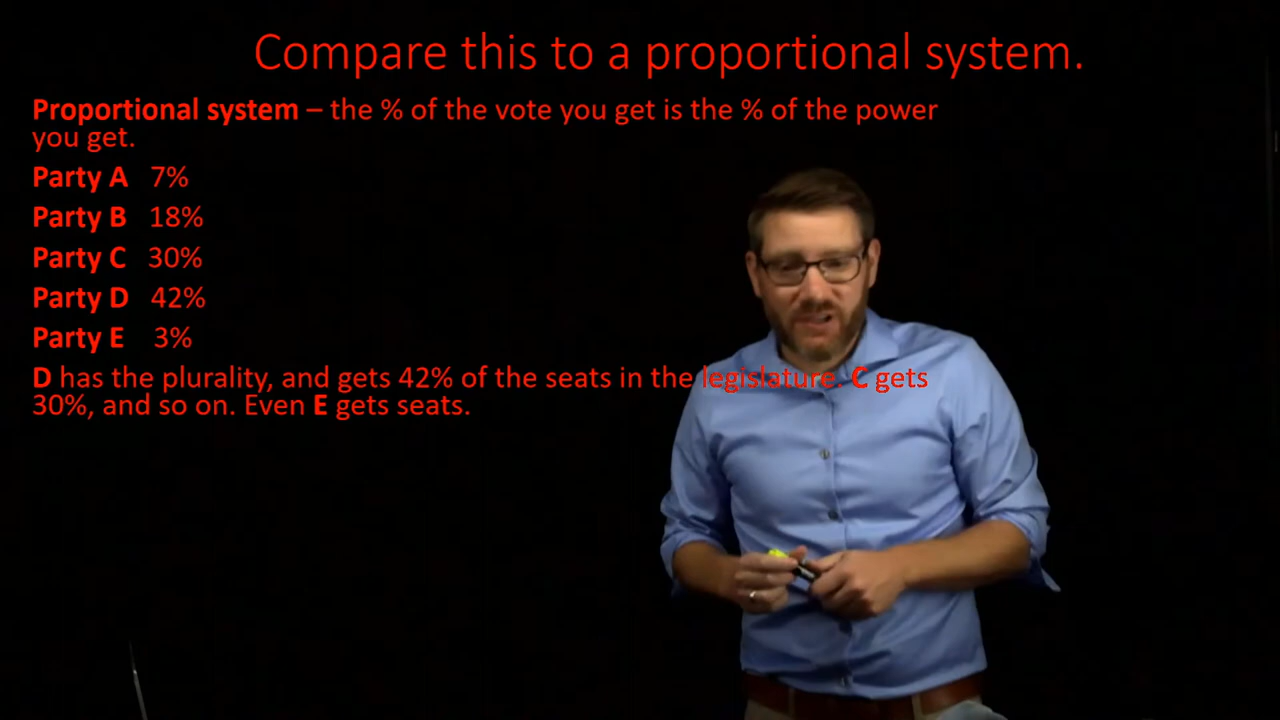 Compare this to a proportional system.
Proportional system – the % of the vote you get is the % of the power
you get.
Party A 7%
Party B 18%
Party C 30%
Party D 42%
Party E 3%
D has the plurality, and gets 42% of the seats in the legislature. C gets
30%, and so on. Even E gets seats.